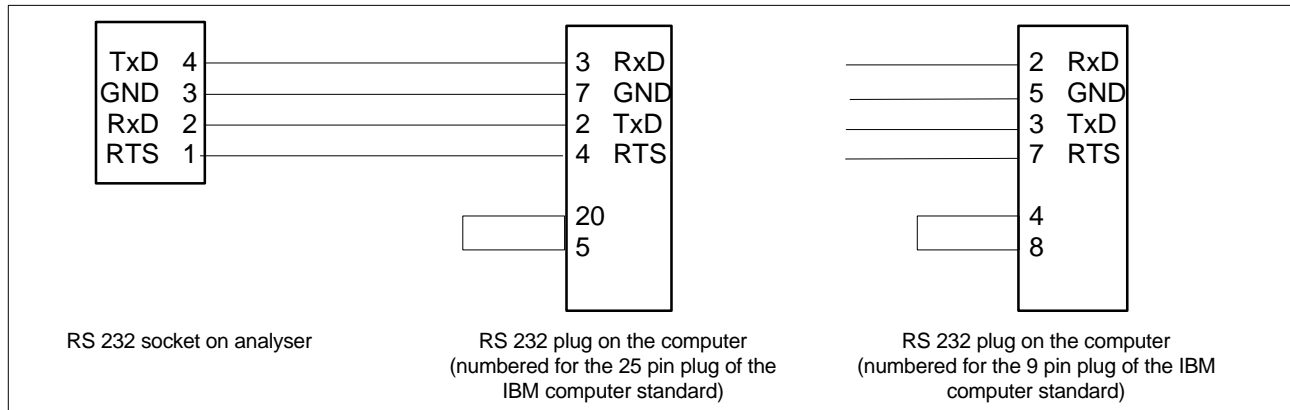 TxD 4
GND 3
RxD 2
RTS 1
3 RxD
7 GND
2 TxD
4 RTS
20
5
2 RxD
5 GND
3 TxD
7 RTS
4
8
RS 232 socket on analyser
RS 232 plug on the computer
(numbered for the 25 pin plug of the
IBM computer standard)
RS 232 plug on the computer
(numbered for the 9 pin plug of the IBM
computer standard)